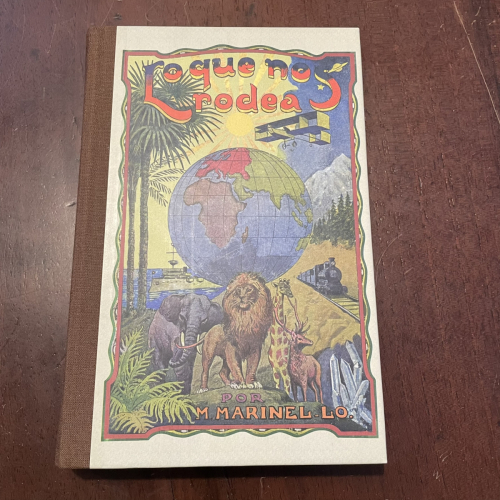 Lo que nos
rodea
POR
M. MARINEL.LO.